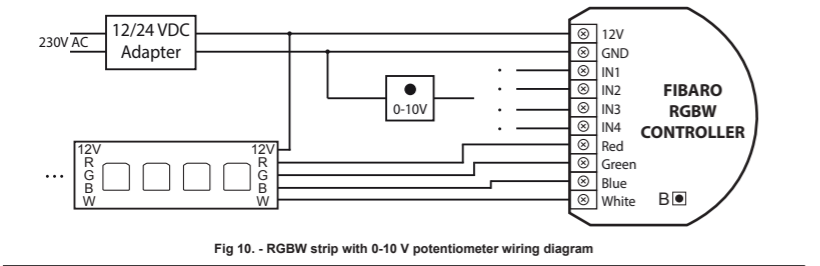 230V AC
12/24 VDC
Adapter
0-10V
12V
GND
IN1
IN2
IN3
IN4
Red
Green
Blue
White
FIBARO
RGBW
CONTROLLER
B
12V
R
G
B
W
12V
R
G
B
W
Fig 10. - RGBW strip with 0-10 V potentiometer wiring diagram